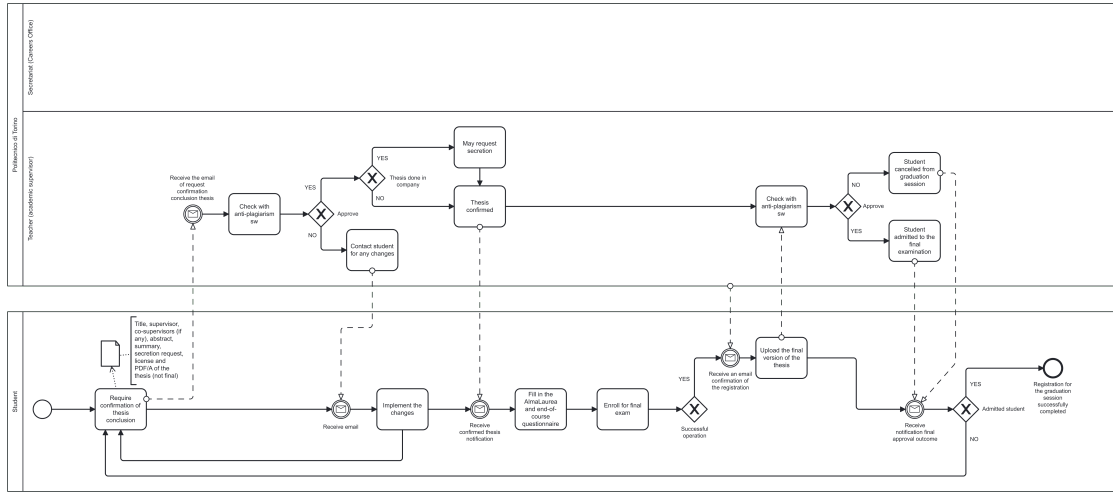 Politecnico di Torino
Secretariat (Careers Office)
Teacher (academic supervisor)
Receive the email
of request
confirmation
conclusion thesis
Check with
anti-plagiarism
sw
YES
NO
Approve
Contact student
for any changes
YES
NO
Thesis done in
company
May request
secretion
Thesis
confirmed
Check with
anti-plagiarism
sw
NO
YES
Approve
Student
cancelled from
graduation
session
Student
admitted to the
final
examination
Student
Title, supervisor,
co-supervisors (if
any), abstract,
summary,
secretion request,
license and
PDF/A of the
thesis (not final)
Require
confirmation of
thesis
conclusion
Receive email
Implement the
changes
Receive
confirmed thesis
notification
Fill in the
AlmaLaurea
and end-of-
course
questionnaire
Enroll for final
exam
YES
Successful
operation
Receive an email
confirmation of
the registration
Upload the final
version of the
thesis
Receive
notification final
approval outcome
YES
Admitted student
NO
Registration for
the graduation
session
successfully
completed